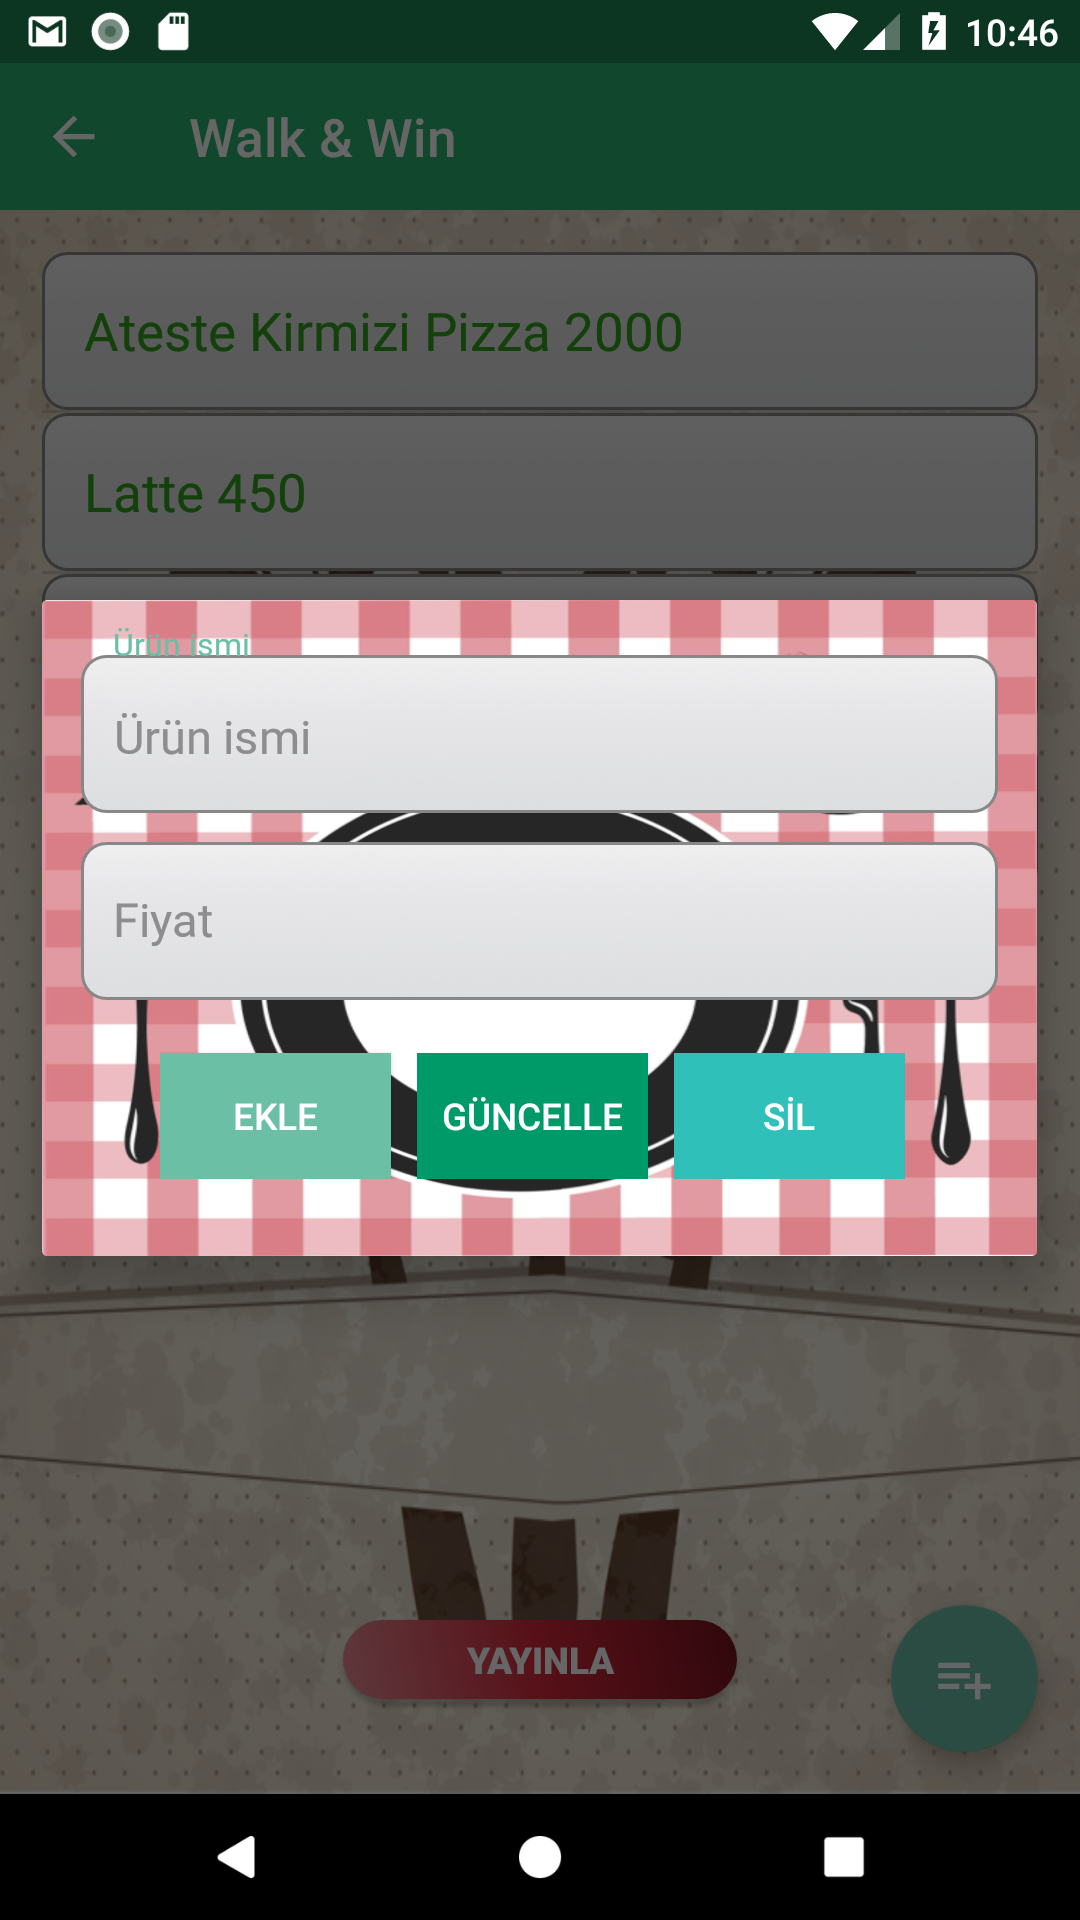 10:46
Walk & Win
Ateste Kirmizi Pizza 2000
Latte 450
Ürün ismi
Ürün ismi
Fiyat
EKLE GÜNCELLE SİL
YAYINLA